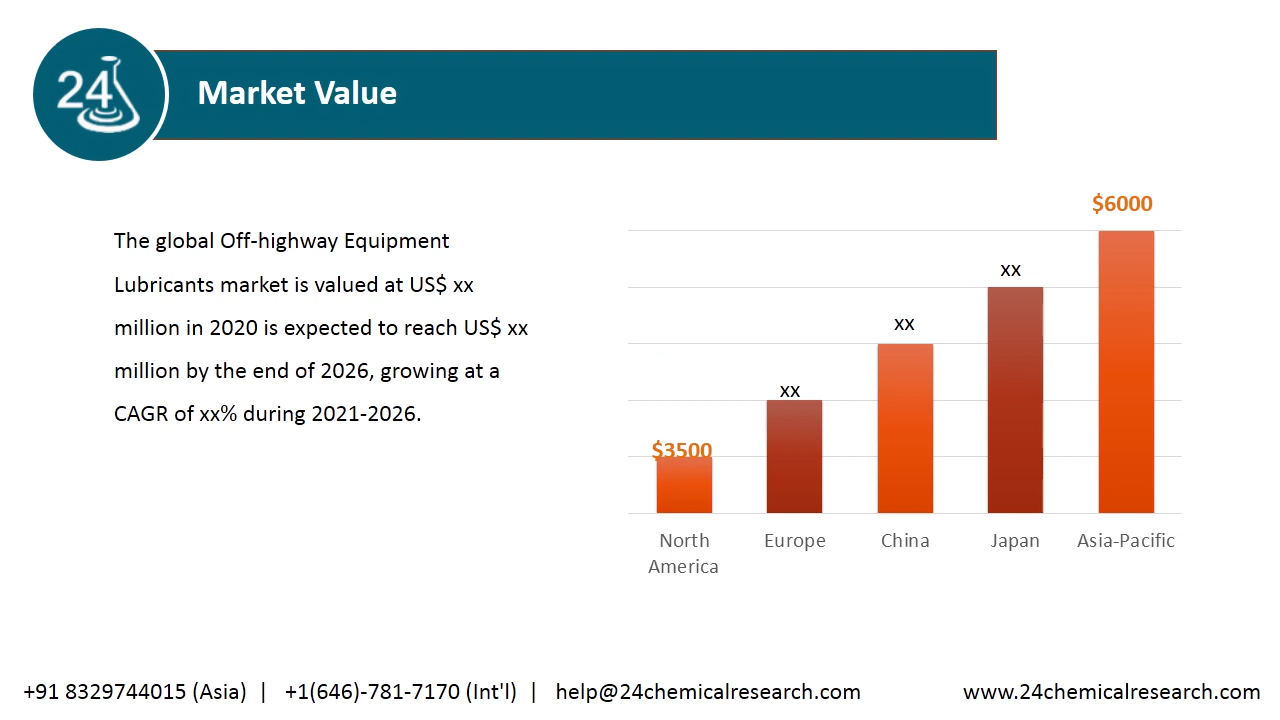 24
Market Value
The global Off-highway Equipment
Lubricants market is valued at US$ xx
million in 2020 is expected to reach US$ xx
million by the end of 2026, growing at a
CAGR of xx% during 2021-2026.
$6000
xx
xx
xx
$3500
North
America
Europe
China
Japan
Asia-Pacific
+91 8329744015 (Asia) | +1(646)-781-7170 (Int'l) | help@24chemicalresearch.com www.24chemicalresearch.com